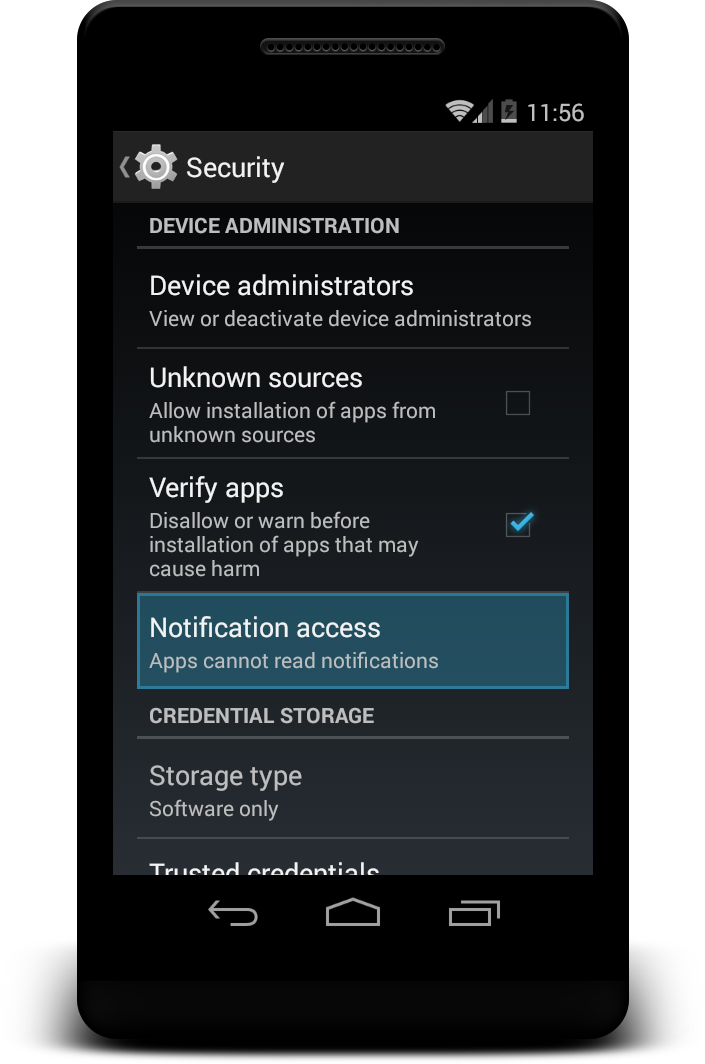 11:56
Security
DEVICE ADMINISTRATION
Device administrators
View or deactivate device administrators
Unknown sources
Allow installation of apps from
unknown sources
Verify apps
Disallow or warn before
installation of apps that may
cause harm
Notification access
Apps cannot read notifications
CREDENTIAL STORAGE
Storage type
Software only
Trusted credentials